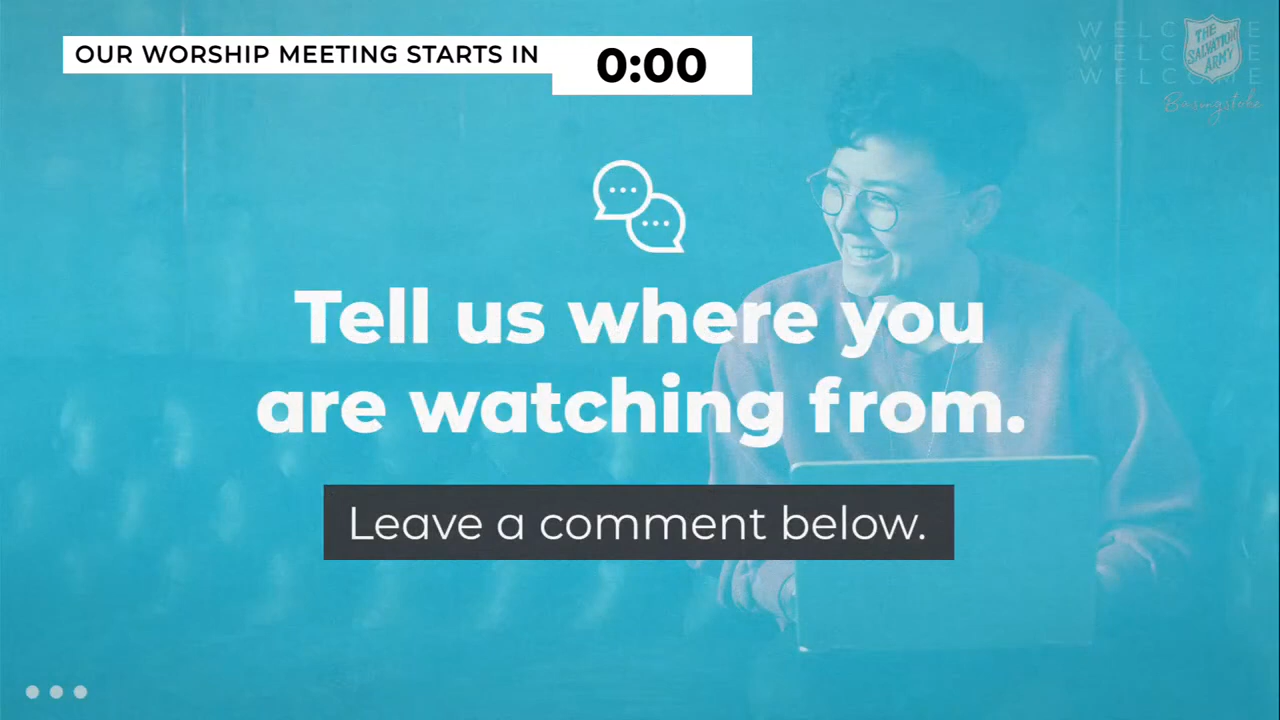 OUR WORSHIP MEETING STARTS IN
0:00
WELCOME
WELCOME
WELCOME
THE
SALVATION
ARMY
Tell us where you
are watching from.
Leave a comment below.